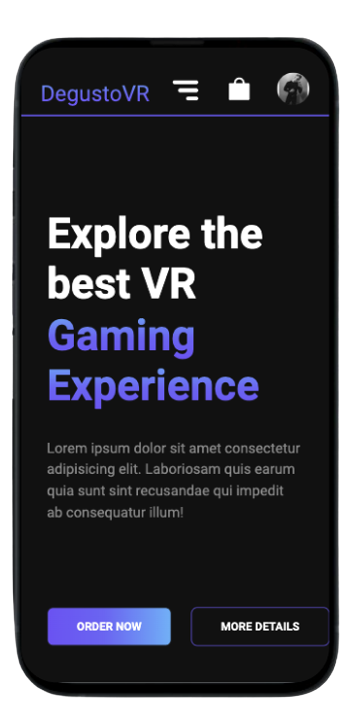 DegustoVR
Explore the
best VR
Gaming
Experience
Lorem ipsum dolor sit amet consectetur
adipisicing elit. Laboriosam quis earum
quia sunt sint recusandae qui impedit
ab consequatur illum!
ORDER NOW
MORE DETAILS